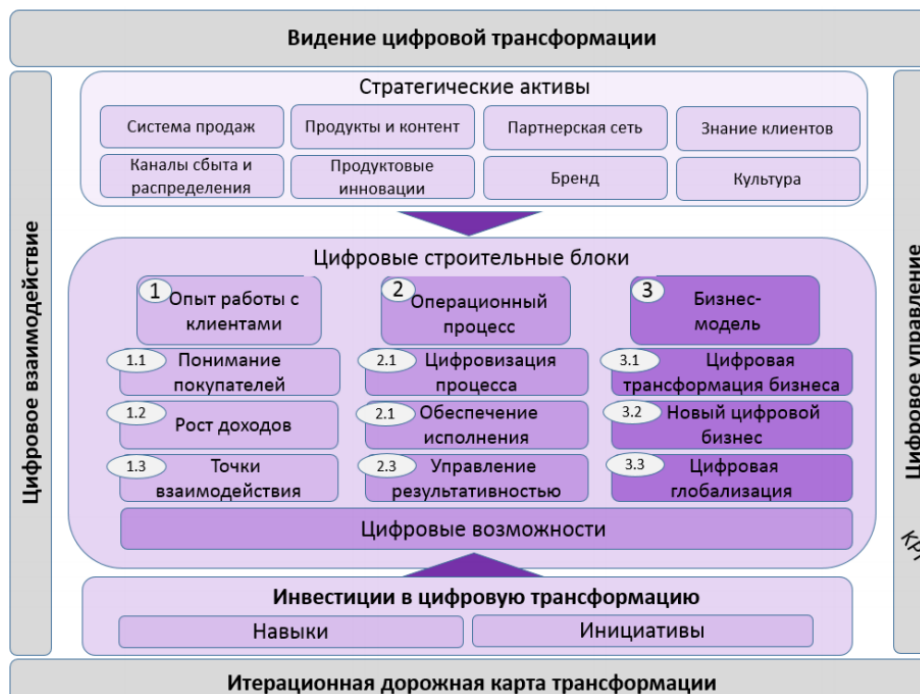 Видение цифровой трансформации
Цифровое взаимодействие
Стратегические активы
Система продаж
Продукты и контент
Партнерская сеть
Знание клиентов
Каналы сбыта и
распределения
Продуктовые
инновации
Бренд
Культура
Цифровые строительные блоки
1
Опыт работы с
клиентами
2
Операционный
процесс
3
Бизнес-
модель
1.1
Понимание
покупателей
2.1
Цифровизация
процесса
3.1
Цифровая
трансформация бизнеса
1.2
Рост доходов
2.1
Обеспечение
исполнения
3.2
Новый цифровой
бизнес
1.3
Точки
взаимодействия
2.3
Управление
результативностью
3.3
Цифровая
глобализация
Цифровые возможности
Инвестиции в цифровую трансформацию
Навыки
Инициативы
Цифровое управление
Итерационная дорожная карта трансформации